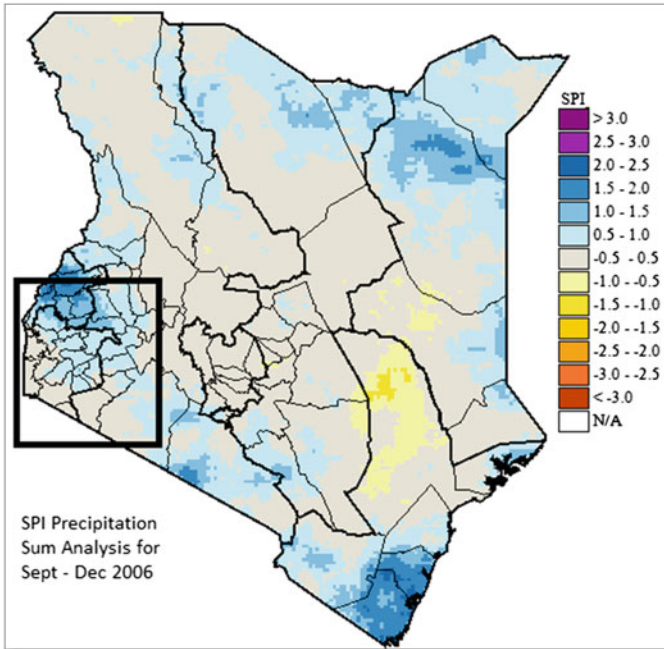 SPI
> 3.0
2.5 - 3.0
2.0 - 2.5
1.5 - 2.0
1.0 - 1.5
0.5 - 1.0
-0.5 - 0.5
-1.0 - -0.5
-1.5 - -1.0
-2.0 - -1.5
-2.5 - -2.0
-3.0 - -2.5
< -3.0
N/A
SPI Precipitation
Sum Analysis for
Sept - Dec 2006